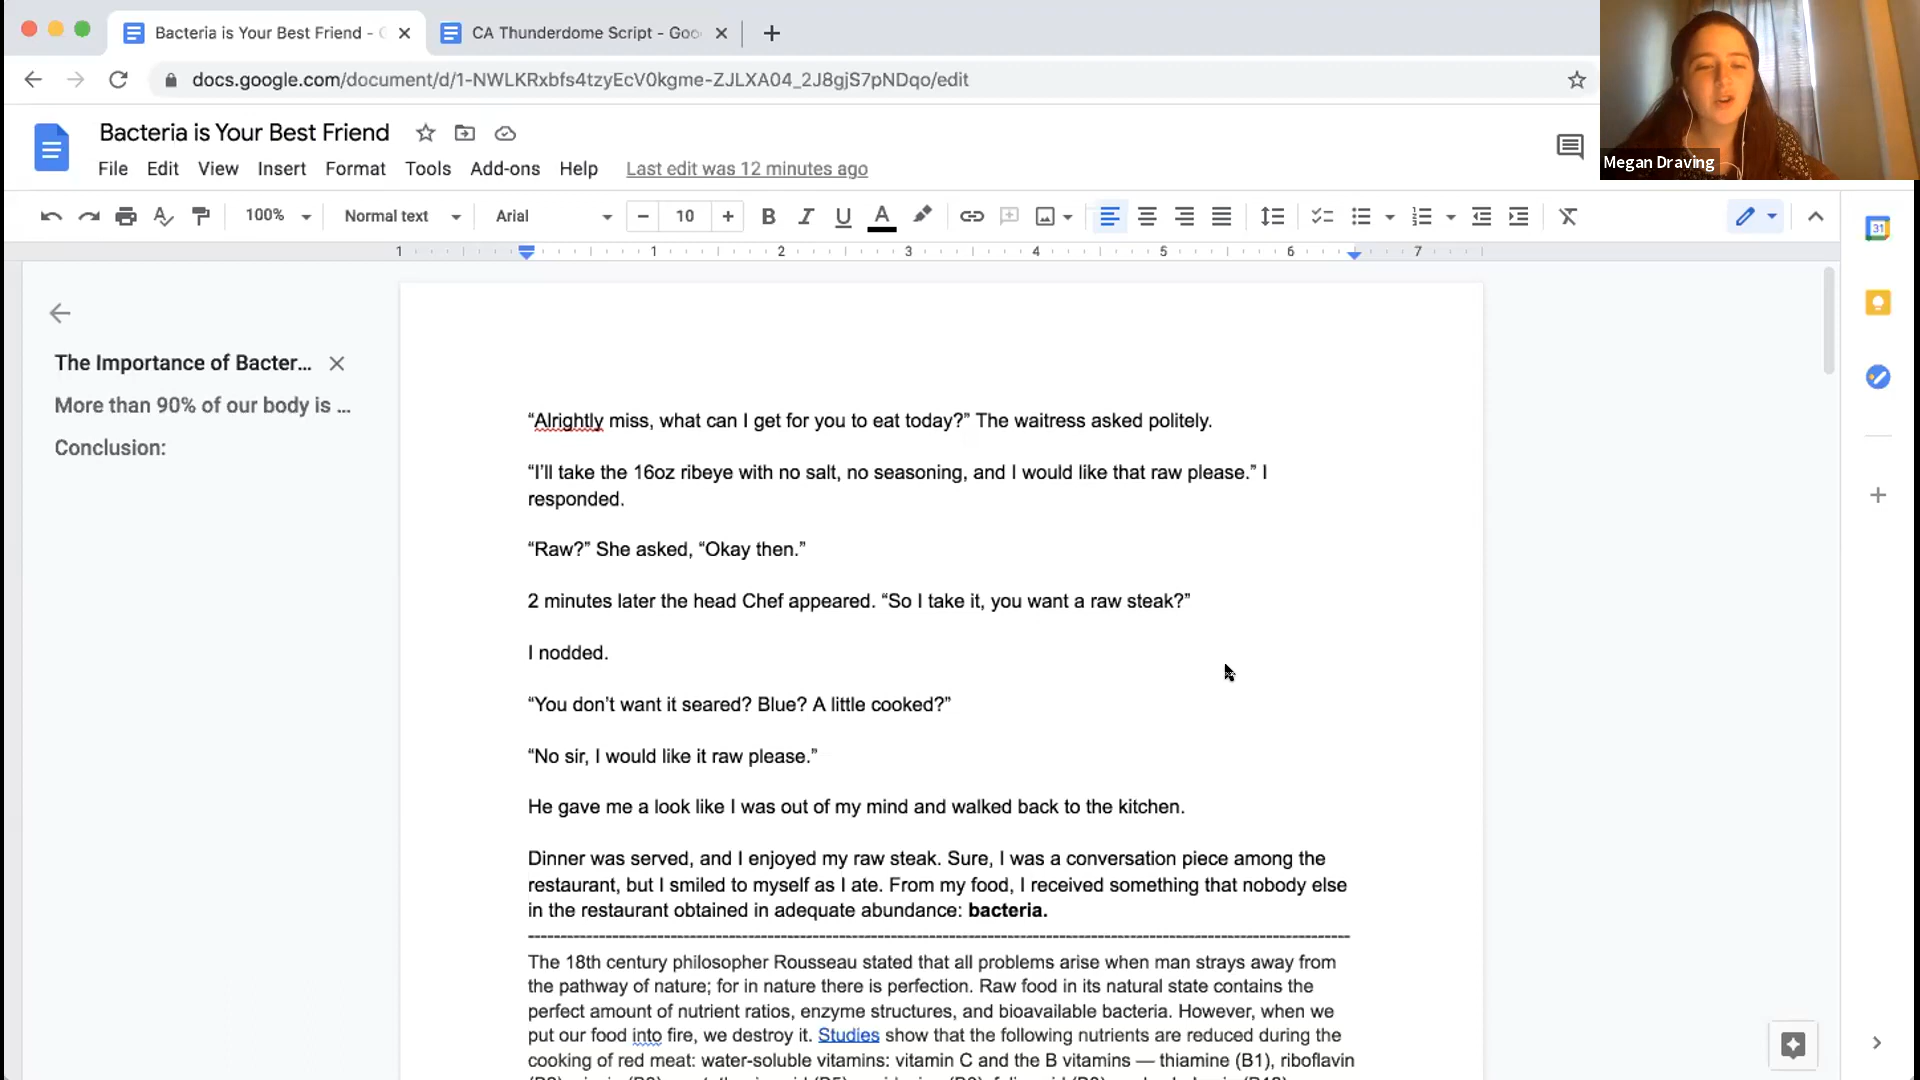 Bacteria is Your Best Friend - G
CA Thunderdome Script - Goo
docs.google.com/document/d/1-NWLKRxbfs4tzyEcV0kgme-ZJLXA04_2J8gjS7pNDqo/edit
Megan Draving
Bacteria is Your Best Friend
File Edit View Insert Format Tools Add-ons Help Last edit was 12 minutes ago
100% Normal text Arial 10 B I U A
1 1 2 3 4 5 6 7
31
The Importance of Bacter...
More than 90% of our body is ...
Conclusion:
“Alrightly miss, what can I get for you to eat today?” The waitress asked politely.
“I’ll take the 16oz ribeye with no salt, no seasoning, and I would like that raw please.” I
responded.
“Raw?” She asked, “Okay then.”
2 minutes later the head Chef appeared. “So I take it, you want a raw steak?”
I nodded.
“You don’t want it seared? Blue? A little cooked?”
“No sir, I would like it raw please.”
He gave me a look like I was out of my mind and walked back to the kitchen.
Dinner was served, and I enjoyed my raw steak. Sure, I was a conversation piece among the
restaurant, but I smiled to myself as I ate. From my food, I received something that nobody else
in the restaurant obtained in adequate abundance: bacteria.
The 18th century philosopher Rousseau stated that all problems arise when man strays away from
the pathway of nature; for in nature there is perfection. Raw food in its natural state contains the
perfect amount of nutrient ratios, enzyme structures, and bioavailable bacteria. However, when we
put our food into fire, we destroy it. Studies show that the following nutrients are reduced during the
cooking of red meat: water-soluble vitamins: vitamin C and the B vitamins — thiamine (B1), riboflavin